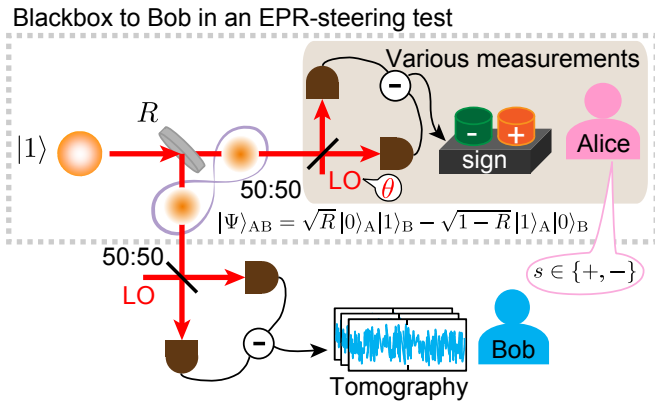 Blackbox to Bob in an EPR-steering test
Various measurements
R
|1⟩
-
- +
sign
Alice
50:50
LO θ
|Ψ⟩AB = √R |0⟩A|1⟩B − √1 − R |1⟩A|0⟩B
50:50
LO
s ∈ {+, −}
-
Bob
Tomography